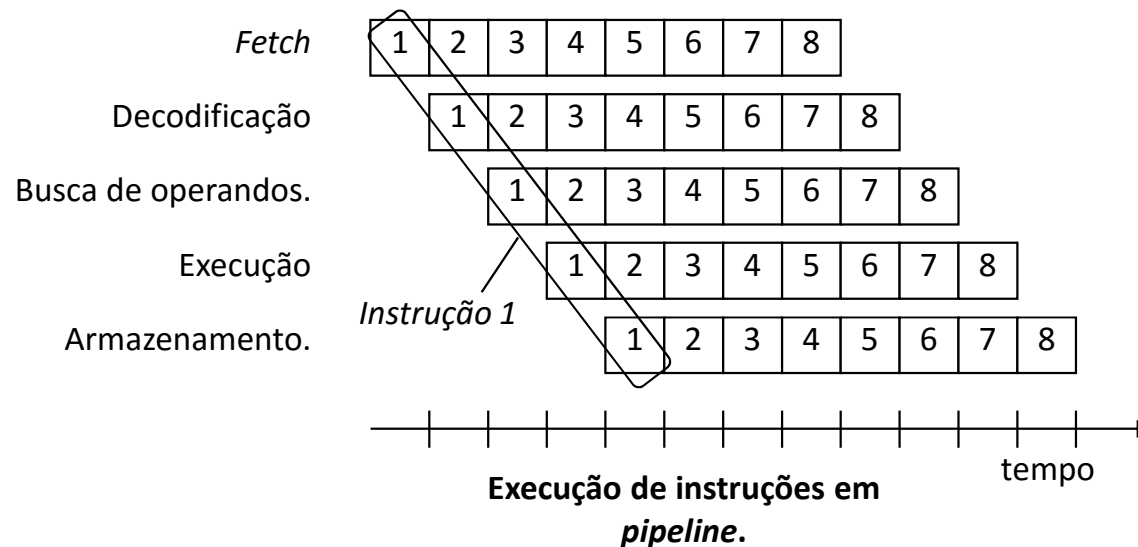 Fetch 1 2 3 4 5 6 7 8
Decodificação 1 2 3 4 5 6 7 8
Busca de operandos. 1 2 3 4 5 6 7 8
Execução 1 2 3 4 5 6 7 8
Instrução 1
Armazenamento. 1 2 3 4 5 6 7 8
tempo
Execução de instruções em
pipeline.